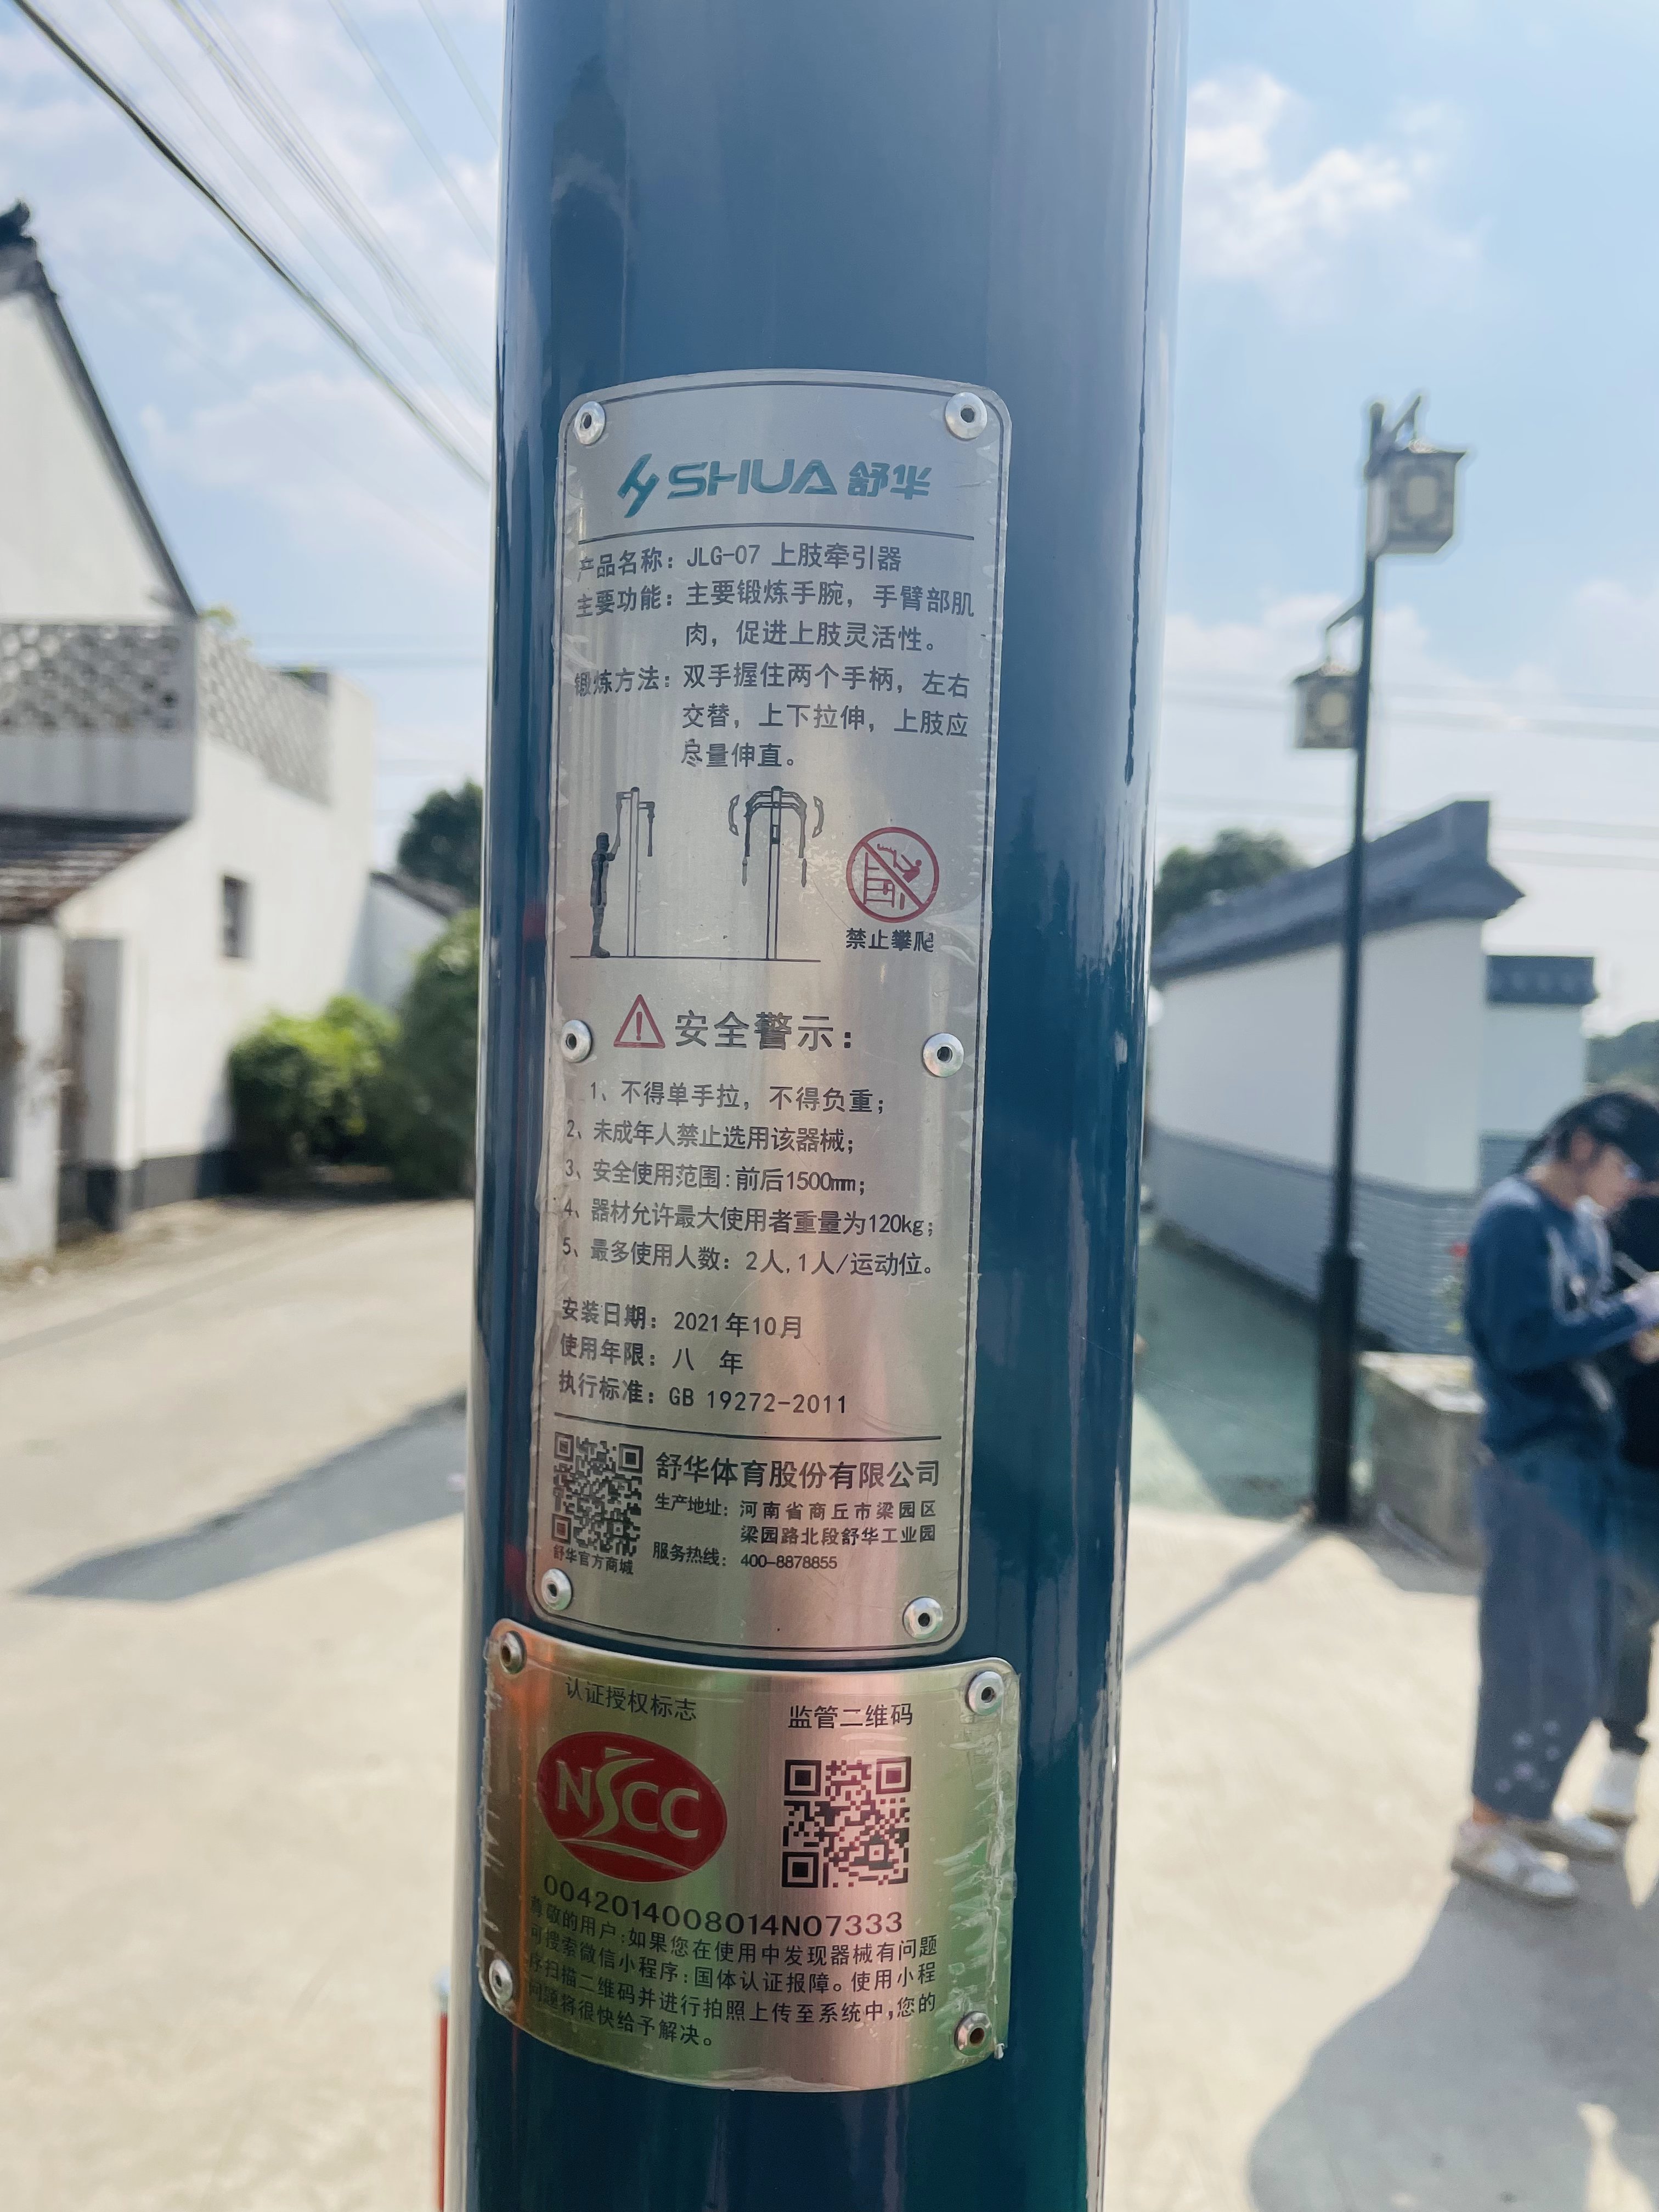 SHUA 舒华
产品名称：JLG-07 上肢牵引器
主要功能：主要锻炼手腕，手臂部肌
肉，促进上肢灵活性。
锻炼方法：双手握住两个手柄，左右
交替，上下拉伸，上肢应
尽量伸直。
禁止攀爬
安全警示：
1、不得单手拉，不得负重；
2、未成年人禁止选用该器械；
3、安全使用范围：前后1500mm；
4、器材允许最大使用者重量为120kg；
5、最多使用人数：2人，1人/运动位。
安装日期：2021年10月
使用年限：八 年
执行标准：GB 19272-2011
舒华体育股份有限公司
生产地址：河南省商丘市梁园区
梁园路北段舒华工业园
服务热线：400-8878855
舒华官方商城
认证授权标志 监管二维码
NSCC
0042014008014N07333
尊敬的用户：如果您在使用中发现器械有问题
可搜索微信小程序：国体认证报障。使用小程
序扫描二维码并进行拍照上传至系统中，您的
问题将很快给予解决。